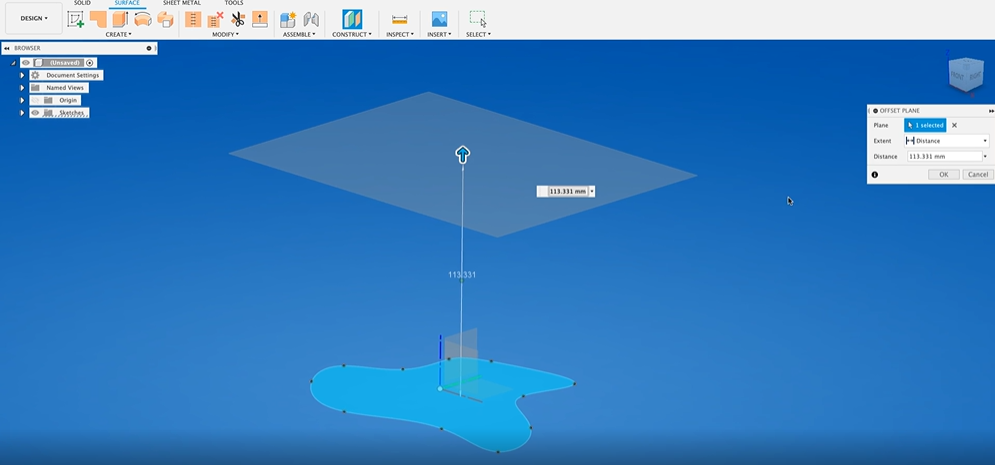 SOLID SURFACE SHEET METAL TOOLS
DESIGN
CREATE MODIFY ASSEMBLE CONSTRUCT INSPECT INSERT SELECT
BROWSER
(Unsaved)
Document Settings
Named Views
Origin
Sketches
OFFSET PLANE
Plane 1 selected
Extent Distance
Distance 113.331 mm
OK Cancel
113.331 mm
113.331